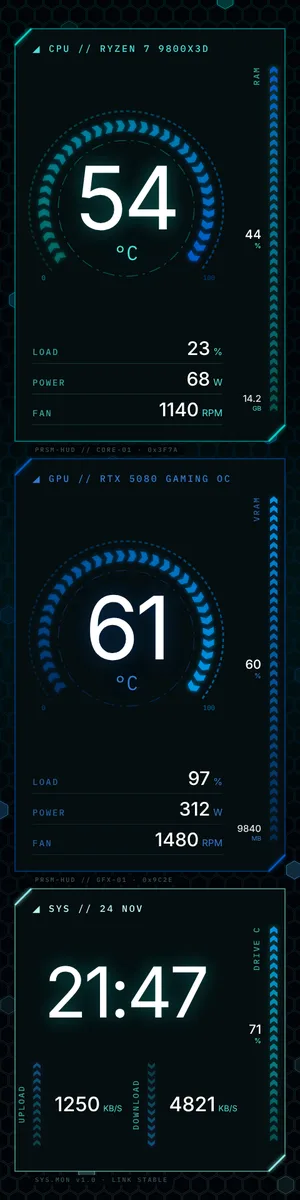 CPU // RYZEN 7 9800X3D
RAM
54
°C
0 100
44
%
LOAD 23 %
POWER 68 W
FAN 1140 RPM
14.2
GB
PRSM-HUD // CORE-01 · 0x3F7A
GPU // RTX 5080 GAMING OC
VRAM
61
°C
0 100
60
%
LOAD 97 %
POWER 312 W
FAN 1480 RPM
9840
MB
PRSM-HUD // GFX-01 · 0x9C2E
SYS // 24 NOV
DRIVE C
21:47
71
%
UPLOAD
1250 KB/S
DOWNLOAD
4821 KB/S
SYS.MON v1.0 · LINK STABLE